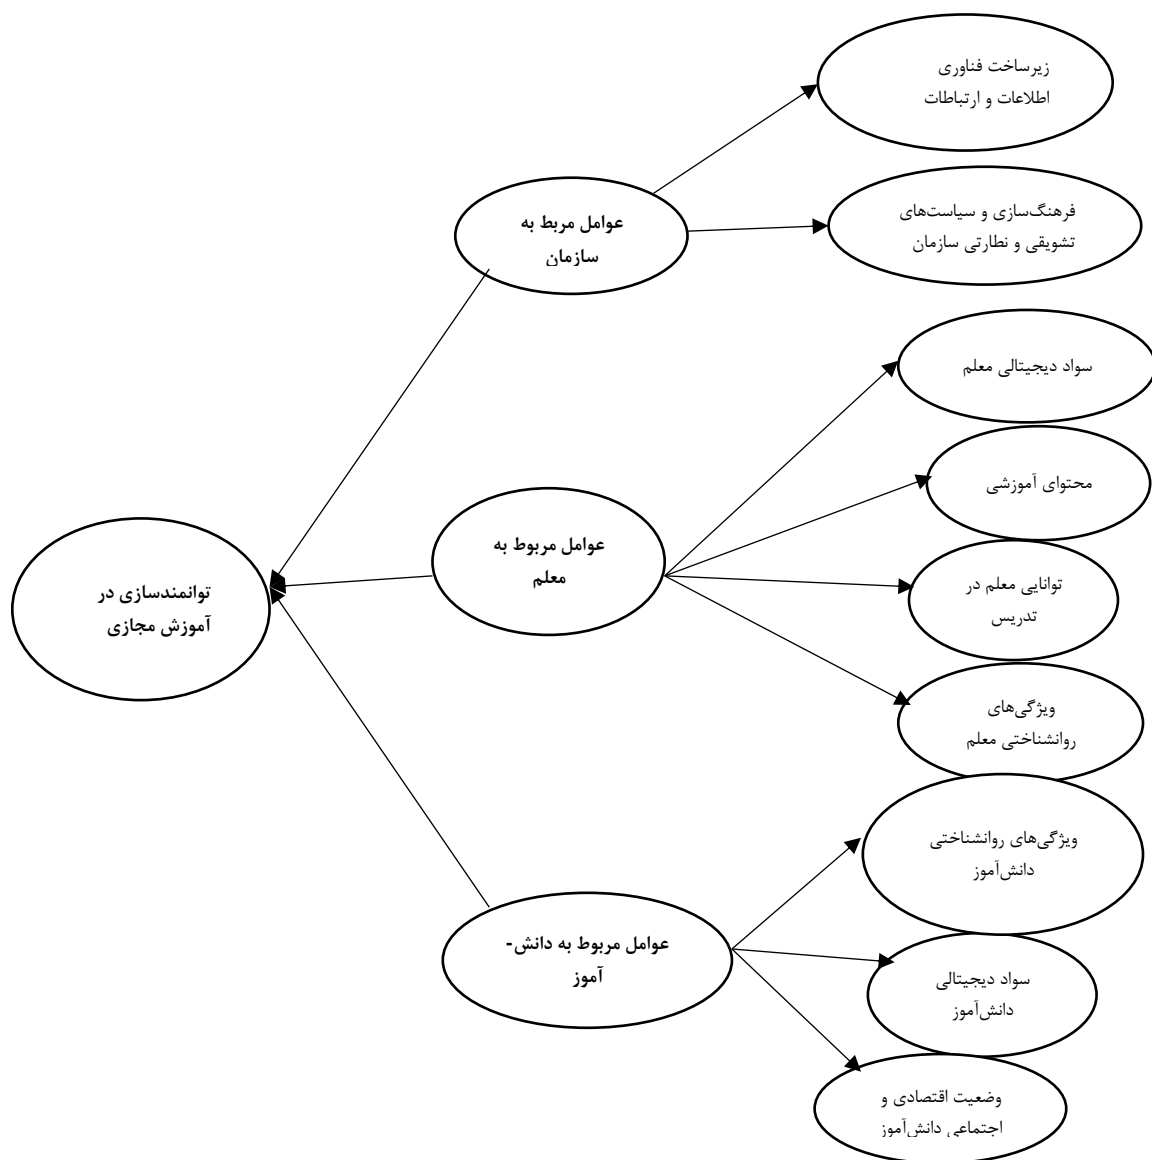 زیرساخت فناوری
اطلاعات و ارتباطات
عوامل مربط به
سازمان
فرهنگ‌سازی و سیاست‌های
تشویقی و نطارتی سازمان
سواد دیجیتالی معلم
محتوای آموزشی
عوامل مربوط به
معلم
توانمندسازی در
آموزش مجازی
توانایی معلم در
تدریس
ویژگی‌های
روانشناختی معلم
ویژگی‌های روانشناختی
دانش‌آموز
عوامل مربوط به دانش-
آموز
سواد دیجیتالی
دانش‌آموز
وضعیت اقتصادی و
اجتماعی دانش‌آموز